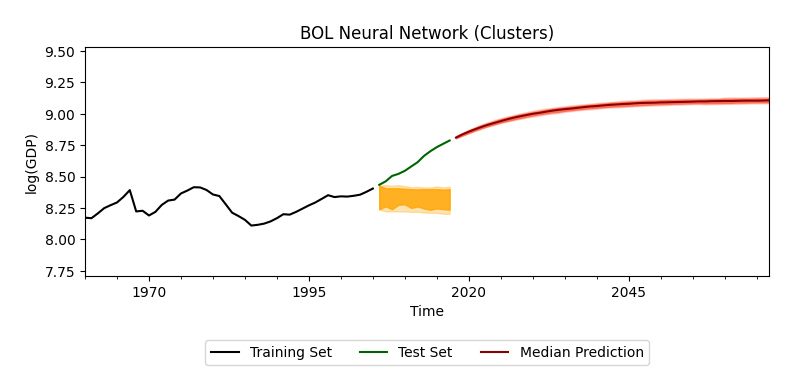 BOL Neural Network (Clusters)
9.50
9.25
9.00
8.75
8.50
8.25
8.00
7.75
log(GDP)
1970 1995 2020 2045
Time
Training Set Test Set Median Prediction